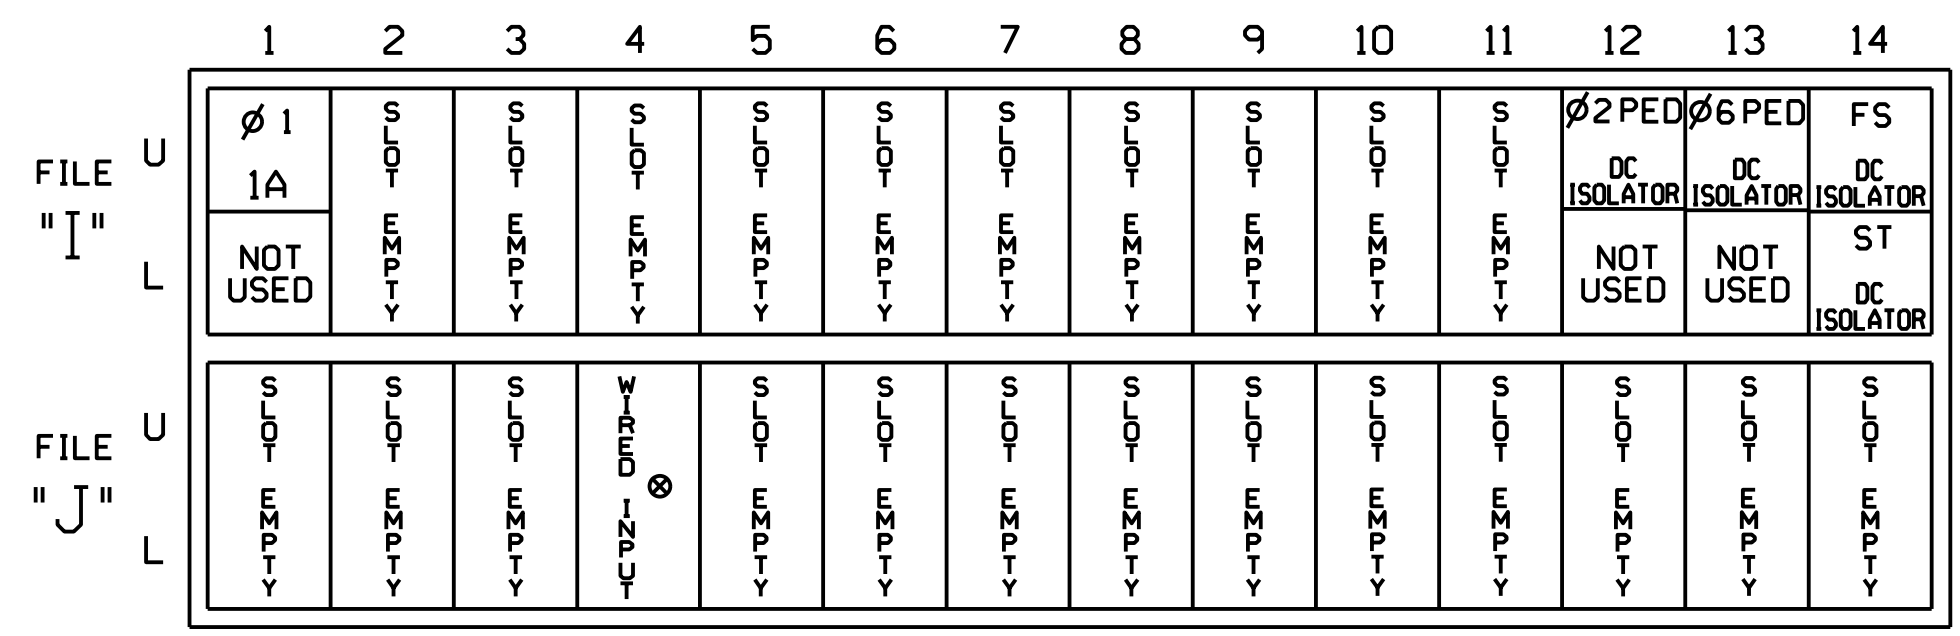 1 2 3 4 5 6 7 8 9 10 11 12 13 14
FILE "I"
U
L
Ø 1
1A
NOT USED
SLOT EMPTY
SLOT EMPTY
SLOT EMPTY
SLOT EMPTY
SLOT EMPTY
SLOT EMPTY
SLOT EMPTY
SLOT EMPTY
SLOT EMPTY
SLOT EMPTY
Ø2PED
DC
ISOLATOR
NOT
USED
Ø6PED
DC
ISOLATOR
NOT
USED
FS
DC
ISOLATOR
ST
DC
ISOLATOR
FILE "J"
U
L
SLOT EMPTY
SLOT EMPTY
SLOT EMPTY
WIRED INPUT ⊗
SLOT EMPTY
SLOT EMPTY
SLOT EMPTY
SLOT EMPTY
SLOT EMPTY
SLOT EMPTY
SLOT EMPTY
SLOT EMPTY
SLOT EMPTY
SLOT EMPTY